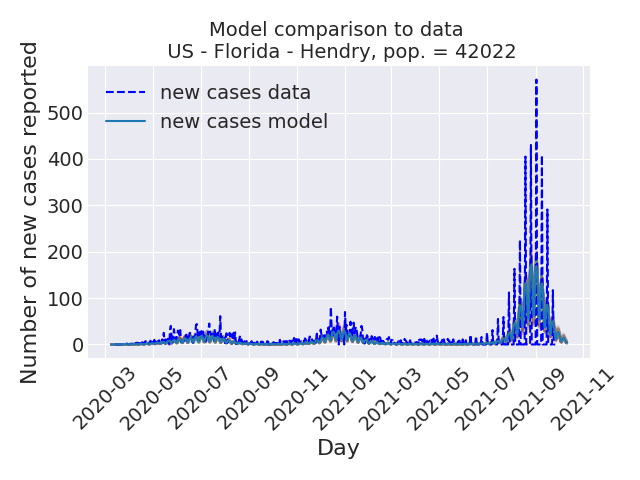 Model comparison to data
US - Florida - Hendry, pop. = 42022
Number of new cases reported
500
400
300
200
100
0
new cases data
new cases model
2020-03
2020-05
2020-07
2020-09
2020-11
2021-01
2021-03
2021-05
2021-07
2021-09
2021-11
Day